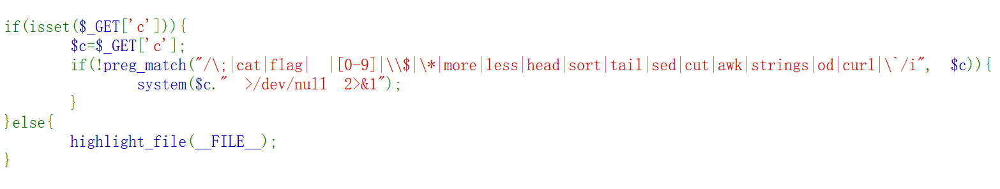 if(isset($_GET['c'])){
    $c=$_GET['c'];
    if(!preg_match("/\;|cat|flag| |[0-9]|\\$|\*|more|less|head|sort|tail|sed|cut|awk|strings|od|curl|\`/i", $c)){
        system($c." >/dev/null 2>&1");
    }
}else{
    highlight_file(__FILE__);
}